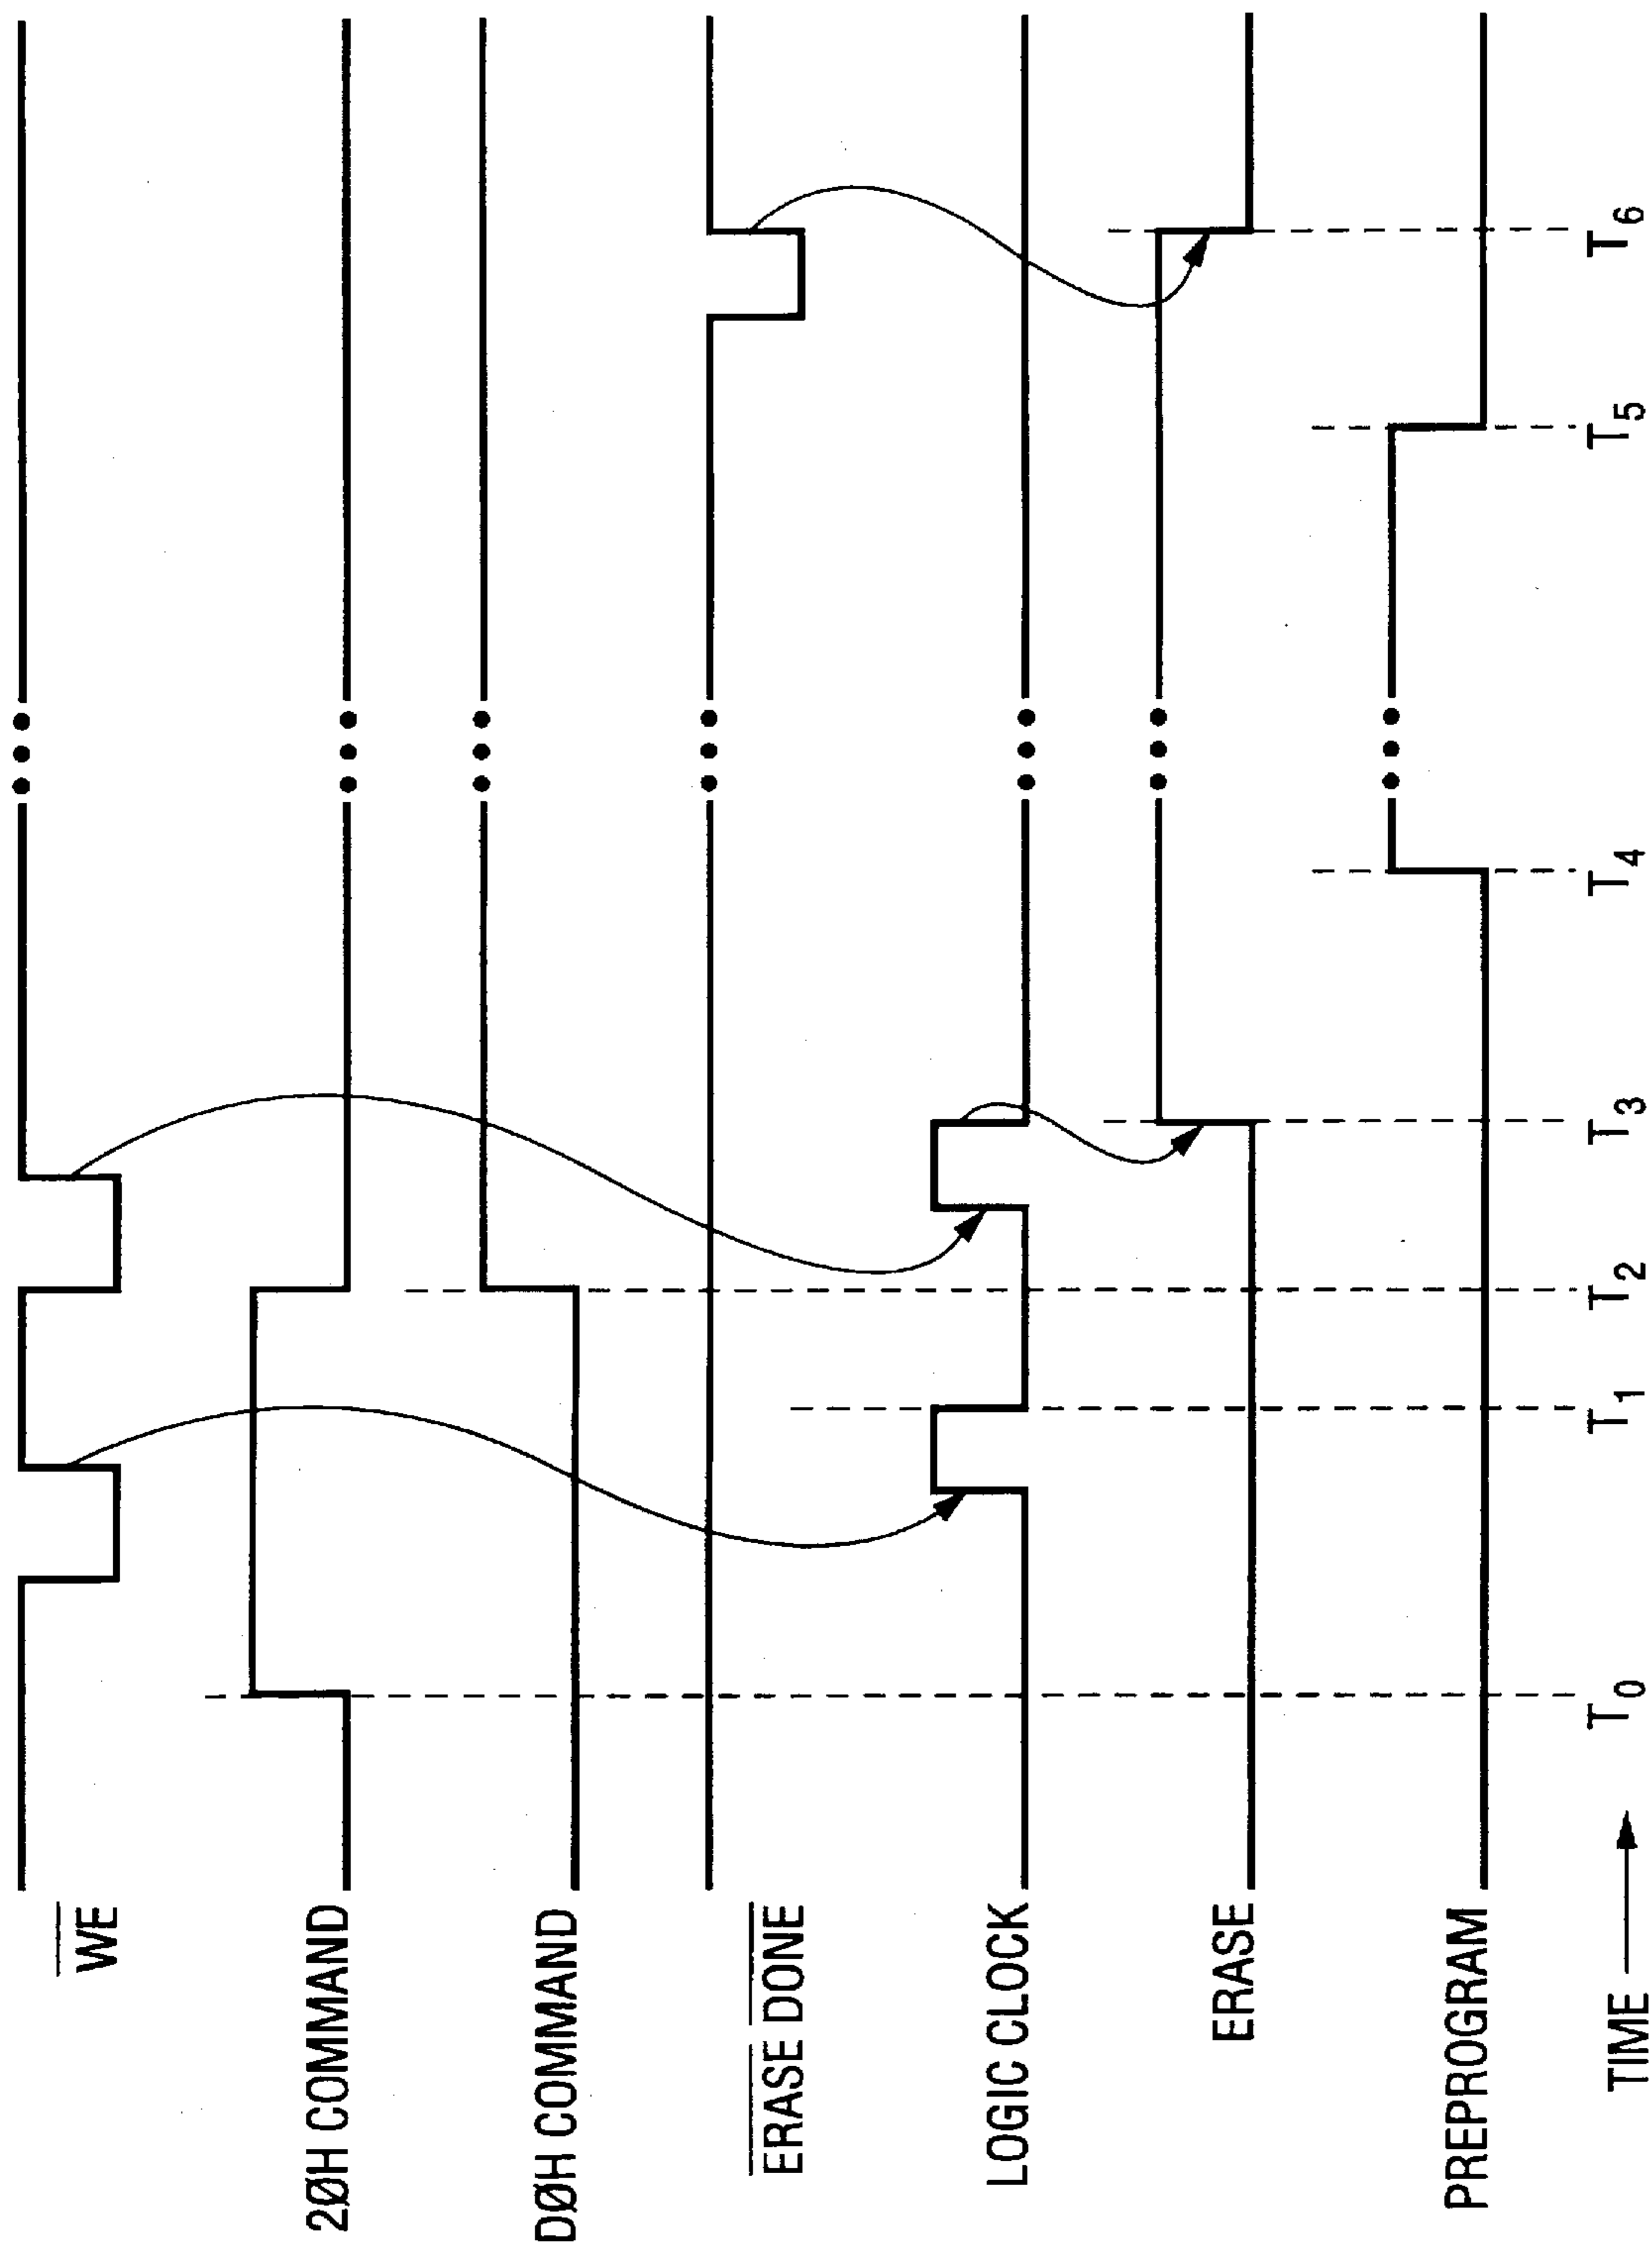 WE
2ØH COMMAND
DØH COMMAND
ERASE DONE
LOGIC CLOCK
ERASE
PREPROGRAM
TIME
T0 T1 T2 T3 T4 T5 T6